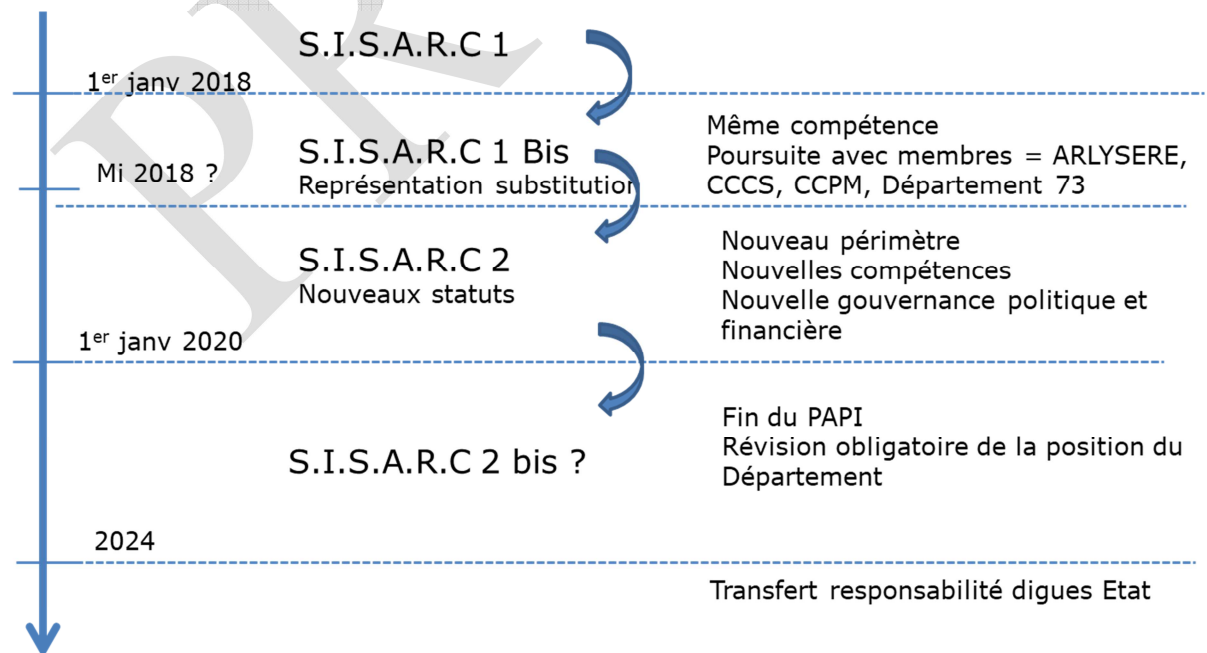 S.I.S.A.R.C 1
1er janv 2018
S.I.S.A.R.C 1 Bis
Représentation substitution
Même compétence
Poursuite avec membres = ARLYSERE,
CCCS, CCPM, Département 73
Mi 2018 ?
S.I.S.A.R.C 2
Nouveaux statuts
Nouveau périmètre
Nouvelles compétences
Nouvelle gouvernance politique et
financière
1er janv 2020
S.I.S.A.R.C 2 bis ?
Fin du PAPI
Révision obligatoire de la position du
Département
2024
Transfert responsabilité digues Etat
PR